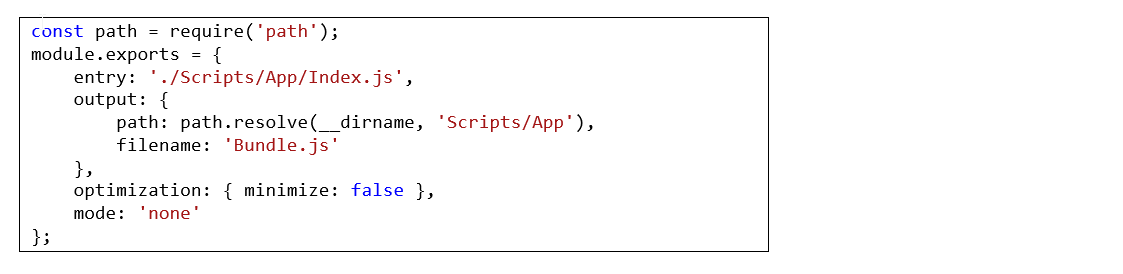 const path = require('path');
module.exports = {
    entry: './Scripts/App/Index.js',
    output: {
        path: path.resolve(__dirname, 'Scripts/App'),
        filename: 'Bundle.js'
    },
    optimization: { minimize: false },
    mode: 'none'
};